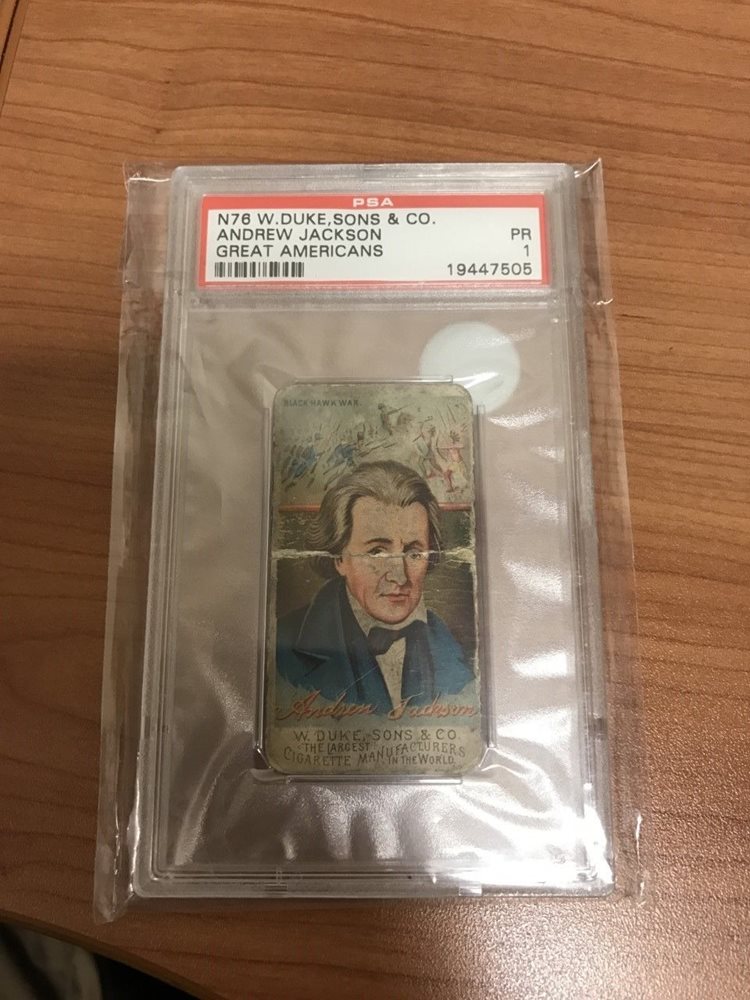 PSA
N76 W.DUKE,SONS & CO.
ANDREW JACKSON PR
GREAT AMERICANS 1
19447505
BLACK-HAWK WAR.
Andrew Jackson
W. DUKE, SONS & CO.
THE LARGEST MANUFACTURERS
CIGARETTE IN THE WORLD.